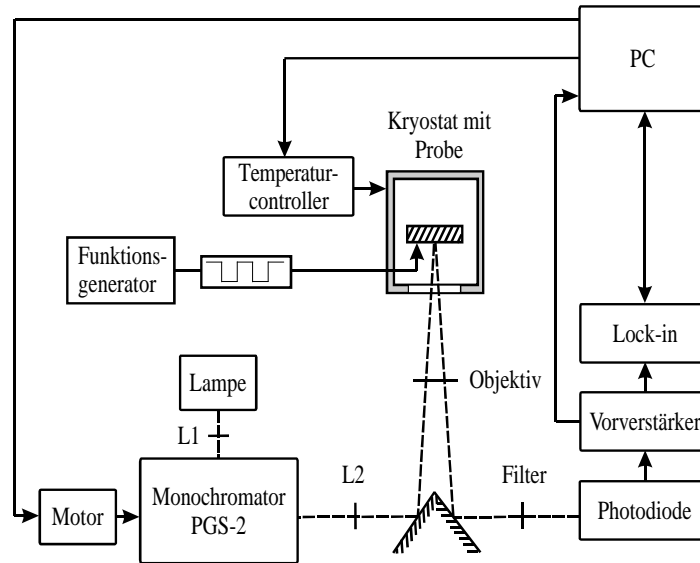 PC
Kryostat mit
Probe
Temperatur-
controller
Funktions-
generator
Lock-in
Lampe
Objektiv
Vorverstärker
L1
L2
Filter
Motor
Monochromator
PGS-2
Photodiode